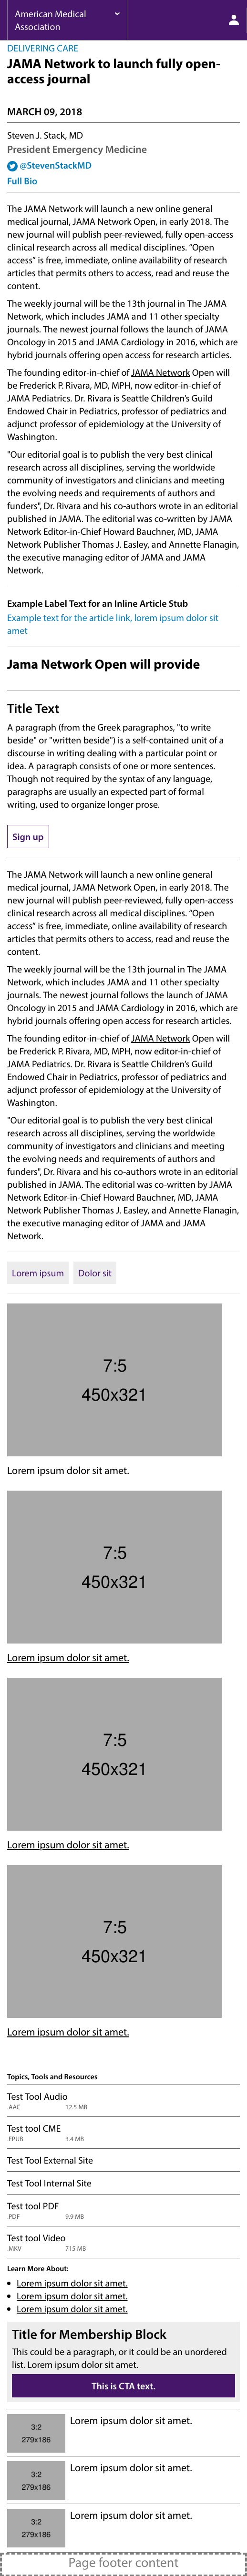 American Medical
Association
DELIVERING CARE
JAMA Network to launch fully open-
access journal
MARCH 09, 2018
Steven J. Stack, MD
President Emergency Medicine
@StevenStackMD
Full Bio
The JAMA Network will launch a new online general
medical journal, JAMA Network Open, in early 2018. The
new journal will publish peer-reviewed, fully open-access
clinical research across all medical disciplines. "Open
access" is free, immediate, online availability of research
articles that permits others to access, read and reuse the
content.
The weekly journal will be the 13th journal in The JAMA
Network, which includes JAMA and 11 other specialty
journals. The newest journal follows the launch of JAMA
Oncology in 2015 and JAMA Cardiology in 2016, which are
hybrid journals offering open access for research articles.
The founding editor-in-chief of JAMA Network Open will
be Frederick P. Rivara, MD, MPH, now editor-in-chief of
JAMA Pediatrics. Dr. Rivara is Seattle Children's Guild
Endowed Chair in Pediatrics, professor of pediatrics and
adjunct professor of epidemiology at the University of
Washington.
"Our editorial goal is to publish the very best clinical
research across all disciplines, serving the worldwide
community of investigators and clinicians and meeting
the evolving needs and requirements of authors and
funders", Dr. Rivara and his co-authors wrote in an editorial
published in JAMA. The editorial was co-written by JAMA
Network Editor-in-Chief Howard Bauchner, MD, JAMA
Network Publisher Thomas J. Easley, and Annette Flanagin,
the executive managing editor of JAMA and JAMA
Network.
Example Label Text for an Inline Article Stub
Example text for the article link, lorem ipsum dolor sit
amet
Jama Network Open will provide
Title Text
A paragraph (from the Greek paragraphos, "to write
beside" or "written beside") is a self-contained unit of a
discourse in writing dealing with a particular point or
idea. A paragraph consists of one or more sentences.
Though not required by the syntax of any language,
paragraphs are usually an expected part of formal
writing, used to organize longer prose.
Sign up
The JAMA Network will launch a new online general
medical journal, JAMA Network Open, in early 2018. The
new journal will publish peer-reviewed, fully open-access
clinical research across all medical disciplines. "Open
access" is free, immediate, online availability of research
articles that permits others to access, read and reuse the
content.
The weekly journal will be the 13th journal in The JAMA
Network, which includes JAMA and 11 other specialty
journals. The newest journal follows the launch of JAMA
Oncology in 2015 and JAMA Cardiology in 2016, which are
hybrid journals offering open access for research articles.
The founding editor-in-chief of JAMA Network Open will
be Frederick P. Rivara, MD, MPH, now editor-in-chief of
JAMA Pediatrics. Dr. Rivara is Seattle Children's Guild
Endowed Chair in Pediatrics, professor of pediatrics and
adjunct professor of epidemiology at the University of
Washington.
"Our editorial goal is to publish the very best clinical
research across all disciplines, serving the worldwide
community of investigators and clinicians and meeting
the evolving needs and requirements of authors and
funders", Dr. Rivara and his co-authors wrote in an editorial
published in JAMA. The editorial was co-written by JAMA
Network Editor-in-Chief Howard Bauchner, MD, JAMA
Network Publisher Thomas J. Easley, and Annette Flanagin,
the executive managing editor of JAMA and JAMA
Network.
Lorem ipsum Dolor sit
7:5
450x321
Lorem ipsum dolor sit amet.
7:5
450x321
Lorem ipsum dolor sit amet.
7:5
450x321
Lorem ipsum dolor sit amet.
7:5
450x321
Lorem ipsum dolor sit amet.
Topics, Tools and Resources
Test Tool Audio
.AAC 12.5 MB
Test tool CME
.EPUB 3.4 MB
Test Tool External Site
Test Tool Internal Site
Test tool PDF
.PDF 9.9 MB
Test tool Video
.MKV 715 MB
Learn More About:
Lorem ipsum dolor sit amet.
Lorem ipsum dolor sit amet.
Lorem ipsum dolor sit amet.
Title for Membership Block
This could be a paragraph, or it could be an unordered
list. Lorem ipsum dolor sit amet.
This is CTA text.
3:2
279x186
Lorem ipsum dolor sit amet.
3:2
279x186
Lorem ipsum dolor sit amet.
3:2
279x186
Lorem ipsum dolor sit amet.
Page footer content